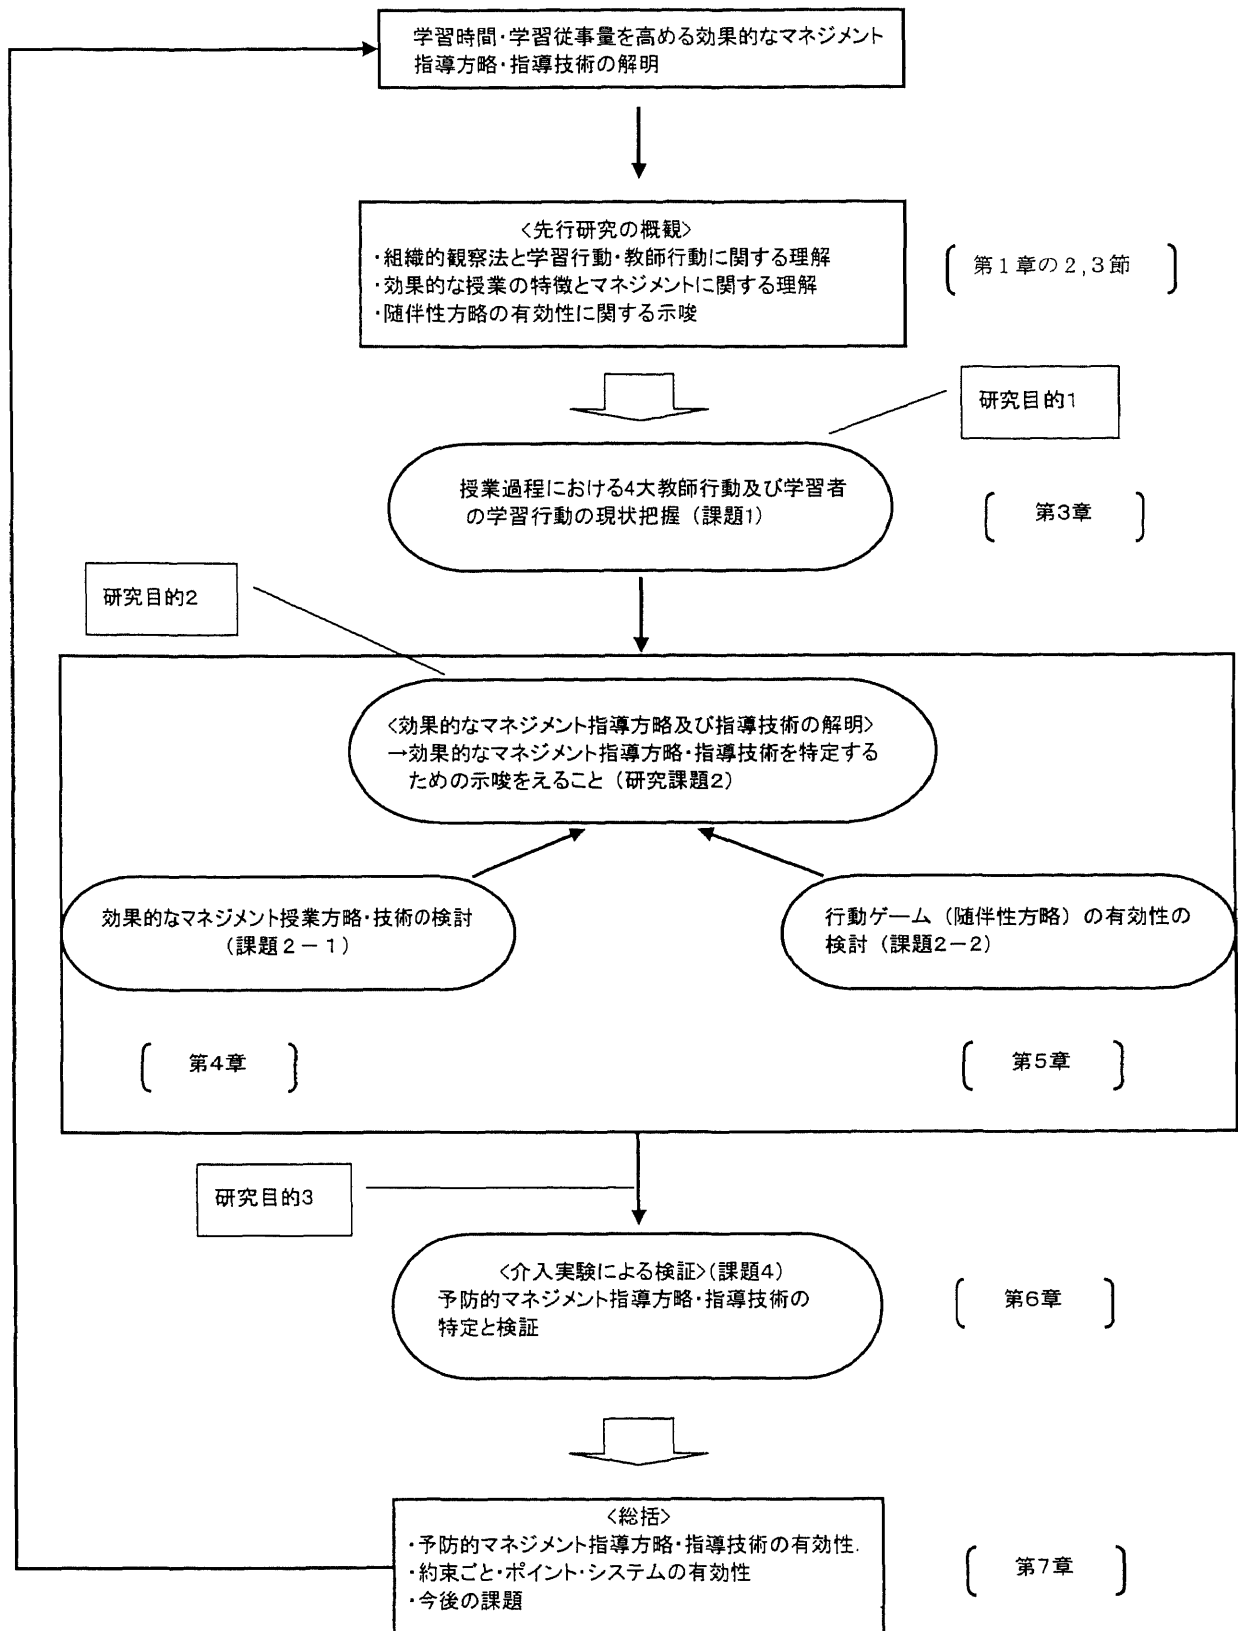 学習時間・学習従事量を高める効果的なマネジメント
指導方略・指導技術の解明
〈先行研究の概観〉
・組織的観察法と学習行動・教師行動に関する理解
・効果的な授業の特徴とマネジメントに関する理解
・随伴性方略の有効性に関する示唆
第1章の2,3節
研究目的1
授業過程における4大教師行動及び学習者
の学習行動の現状把握（課題1）
第3章
研究目的2
〈効果的なマネジメント指導方略及び指導技術の解明〉
→効果的なマネジメント指導方略・指導技術を特定する
ための示唆をえること（研究課題2）
効果的なマネジメント授業方略・技術の検討
（課題2－1）
行動ゲーム（随伴性方略）の有効性の
検討（課題2－2）
第4章
第5章
研究目的3
〈介入実験による検証〉（課題4）
予防的マネジメント指導方略・指導技術の
特定と検証
第6章
〈総括〉
・予防的マネジメント指導方略・指導技術の有効性.
・約束ごと・ポイント・システムの有効性
・今後の課題
第7章